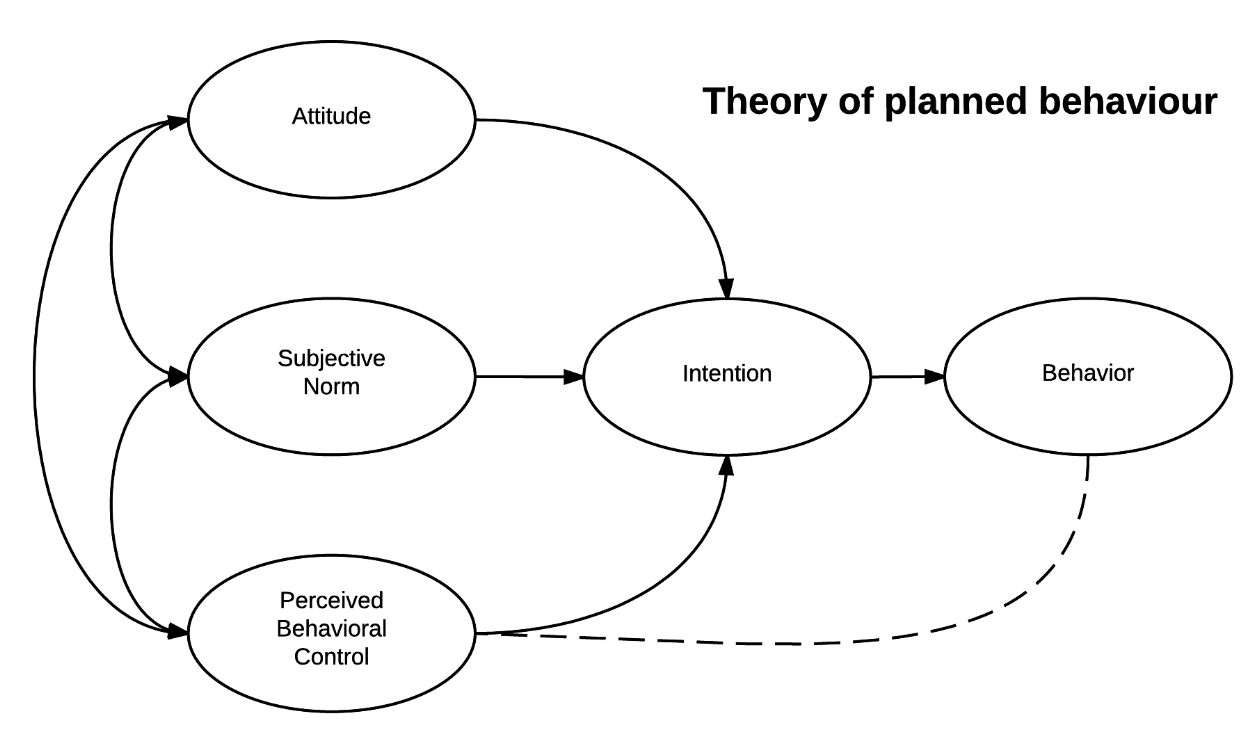 Theory of planned behaviour
Attitude
Subjective
Norm
Intention
Behavior
Perceived
Behavioral
Control